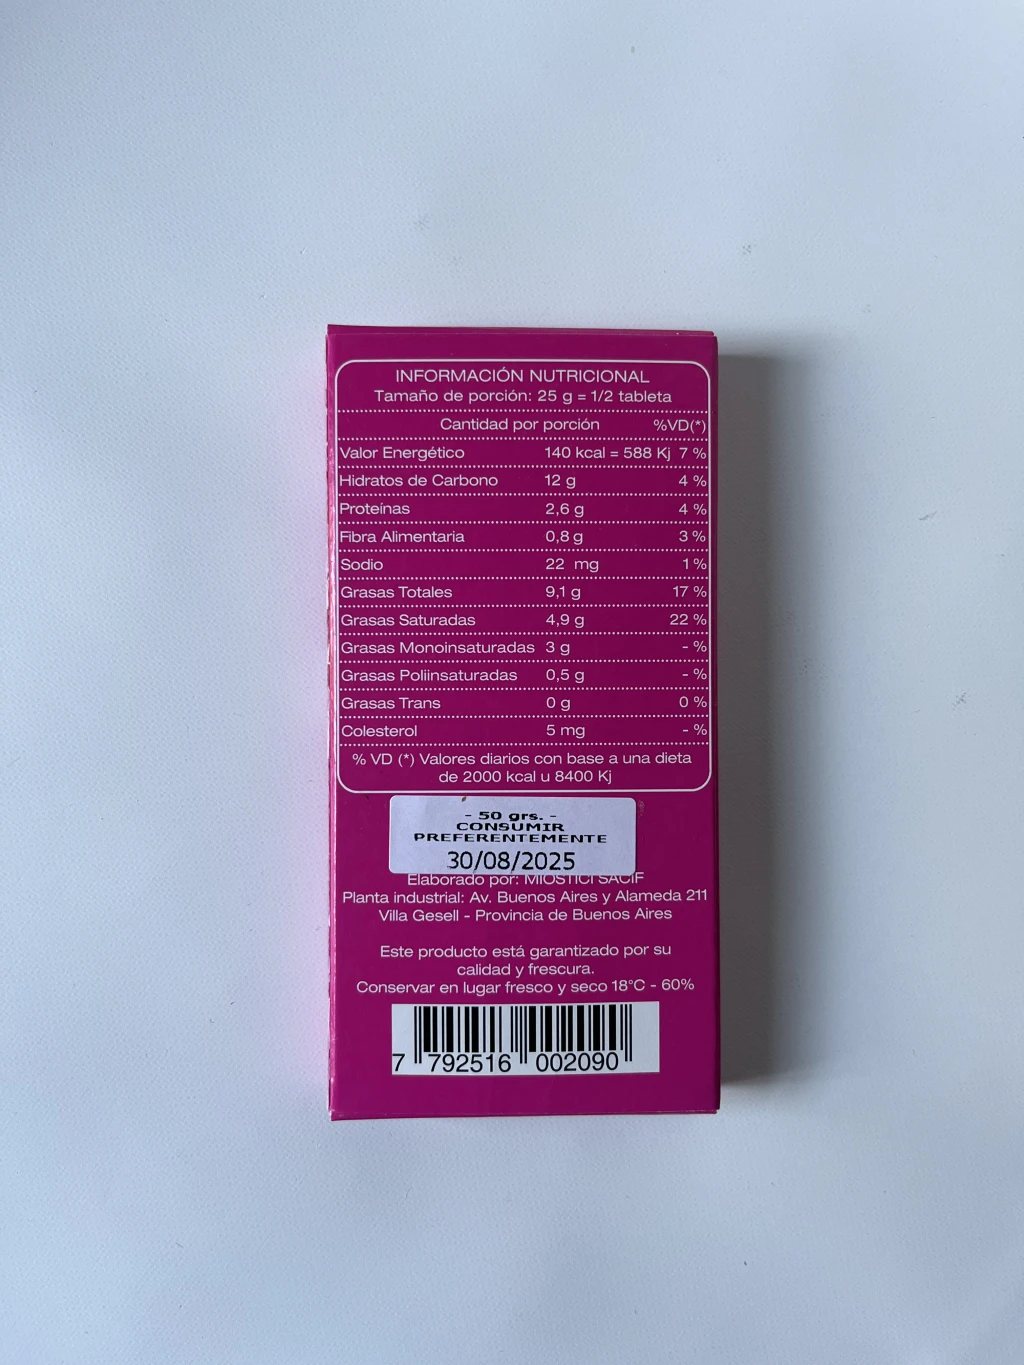 INFORMACIÓN NUTRICIONAL
Tamaño de porción: 25 g = 1/2 tableta
Cantidad por porción %VD(*)
Valor Energético 140 kcal = 588 Kj 7 %
Hidratos de Carbono 12 g 4 %
Proteínas 2,6 g 4 %
Fibra Alimentaria 0,8 g 3 %
Sodio 22 mg 1 %
Grasas Totales 9,1 g 17 %
Grasas Saturadas 4,9 g 22 %
Grasas Monoinsaturadas 3 g - %
Grasas Poliinsaturadas 0,5 g - %
Grasas Trans 0 g 0 %
Colesterol 5 mg - %
% VD (*) Valores diarios con base a una dieta
de 2000 kcal u 8400 Kj
- 50 grs. -
CONSUMIR
PREFERENTEMENTE
30/08/2025
Elaborado por: MIOSTICI SACIF
Planta industrial: Av. Buenos Aires y Alameda 211
Villa Gesell - Provincia de Buenos Aires
Este producto está garantizado por su
calidad y frescura.
Conservar en lugar fresco y seco 18°C - 60%
7 792516 002090